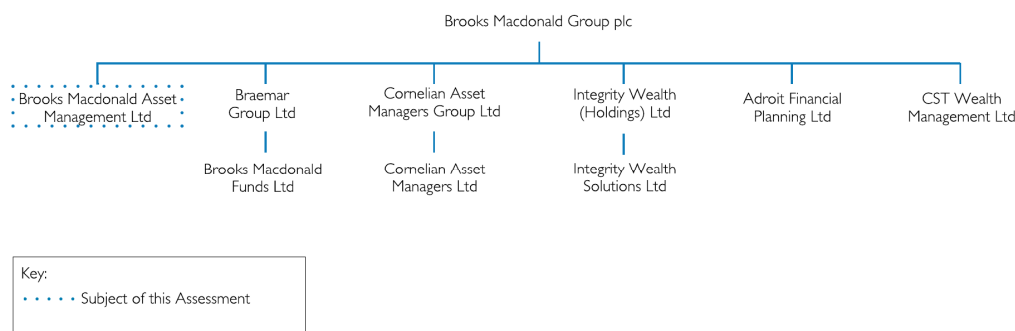 Brooks Macdonald Group plc
Brooks Macdonald Asset
Management Ltd
Braemar
Group Ltd
Cornelian Asset
Managers Group Ltd
Integrity Wealth
(Holdings) Ltd
Adroit Financial
Planning Ltd
CST Wealth
Management Ltd
Brooks Macdonald
Funds Ltd
Cornelian Asset
Managers Ltd
Integrity Wealth
Solutions Ltd
Key:
Subject of this Assessment